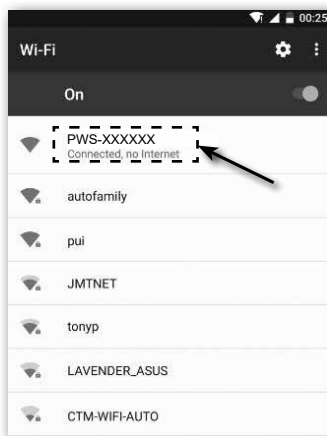 00:25
Wi-Fi
On
PWS-XXXXXX
Connected, no Internet
autofamily
pui
JMTNET
tonyp
LAVENDER_ASUS
CTM-WIFI-AUTO